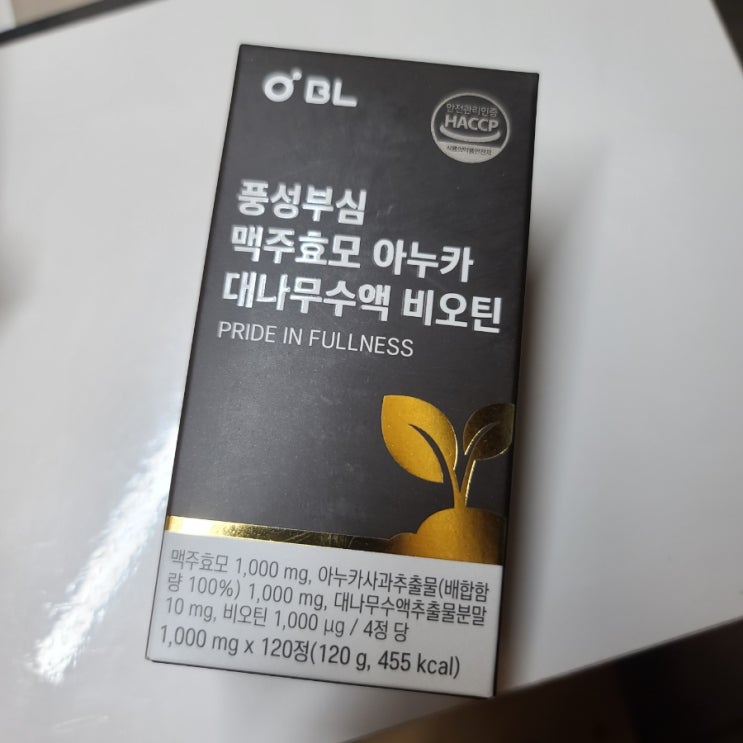 BL
안전관리인증
HACCP
식품의약품안전처
풍성부심
맥주효모 아누카
대나무수액 비오틴
PRIDE IN FULLNESS
맥주효모 1,000 mg, 아누카사과추출물(배합함
량 100%) 1,000 mg, 대나무수액추출물분말
10 mg, 비오틴 1,000 μg / 4정 당
1,000 mg x 120정(120 g, 455 kcal)